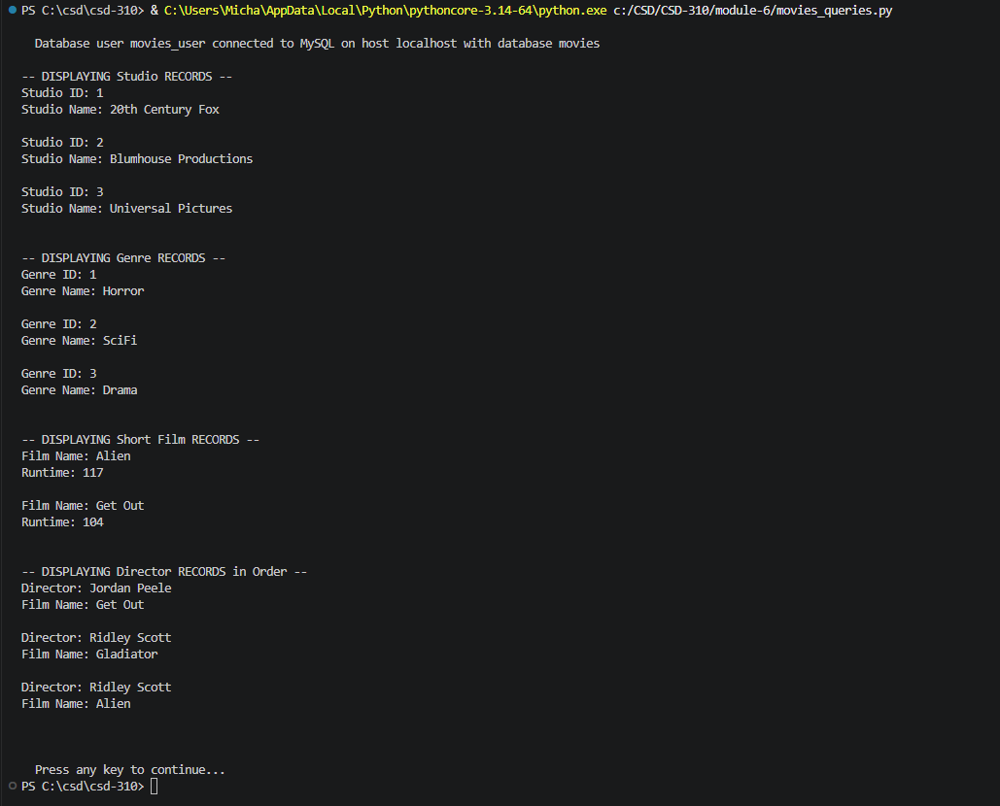 PS C:\csd\csd-310> & C:\Users\Micha\AppData\Local\Python\pythoncore-3.14-64\python.exe c:/CSD/CSD-310/module-6/movies_queries.py
Database user movies_user connected to MySQL on host localhost with database movies
-- DISPLAYING Studio RECORDS --
Studio ID: 1
Studio Name: 20th Century Fox
Studio ID: 2
Studio Name: Blumhouse Productions
Studio ID: 3
Studio Name: Universal Pictures
-- DISPLAYING Genre RECORDS --
Genre ID: 1
Genre Name: Horror
Genre ID: 2
Genre Name: SciFi
Genre ID: 3
Genre Name: Drama
-- DISPLAYING Short Film RECORDS --
Film Name: Alien
Runtime: 117
Film Name: Get Out
Runtime: 104
-- DISPLAYING Director RECORDS in Order --
Director: Jordan Peele
Film Name: Get Out
Director: Ridley Scott
Film Name: Gladiator
Director: Ridley Scott
Film Name: Alien
Press any key to continue...
PS C:\csd\csd-310>